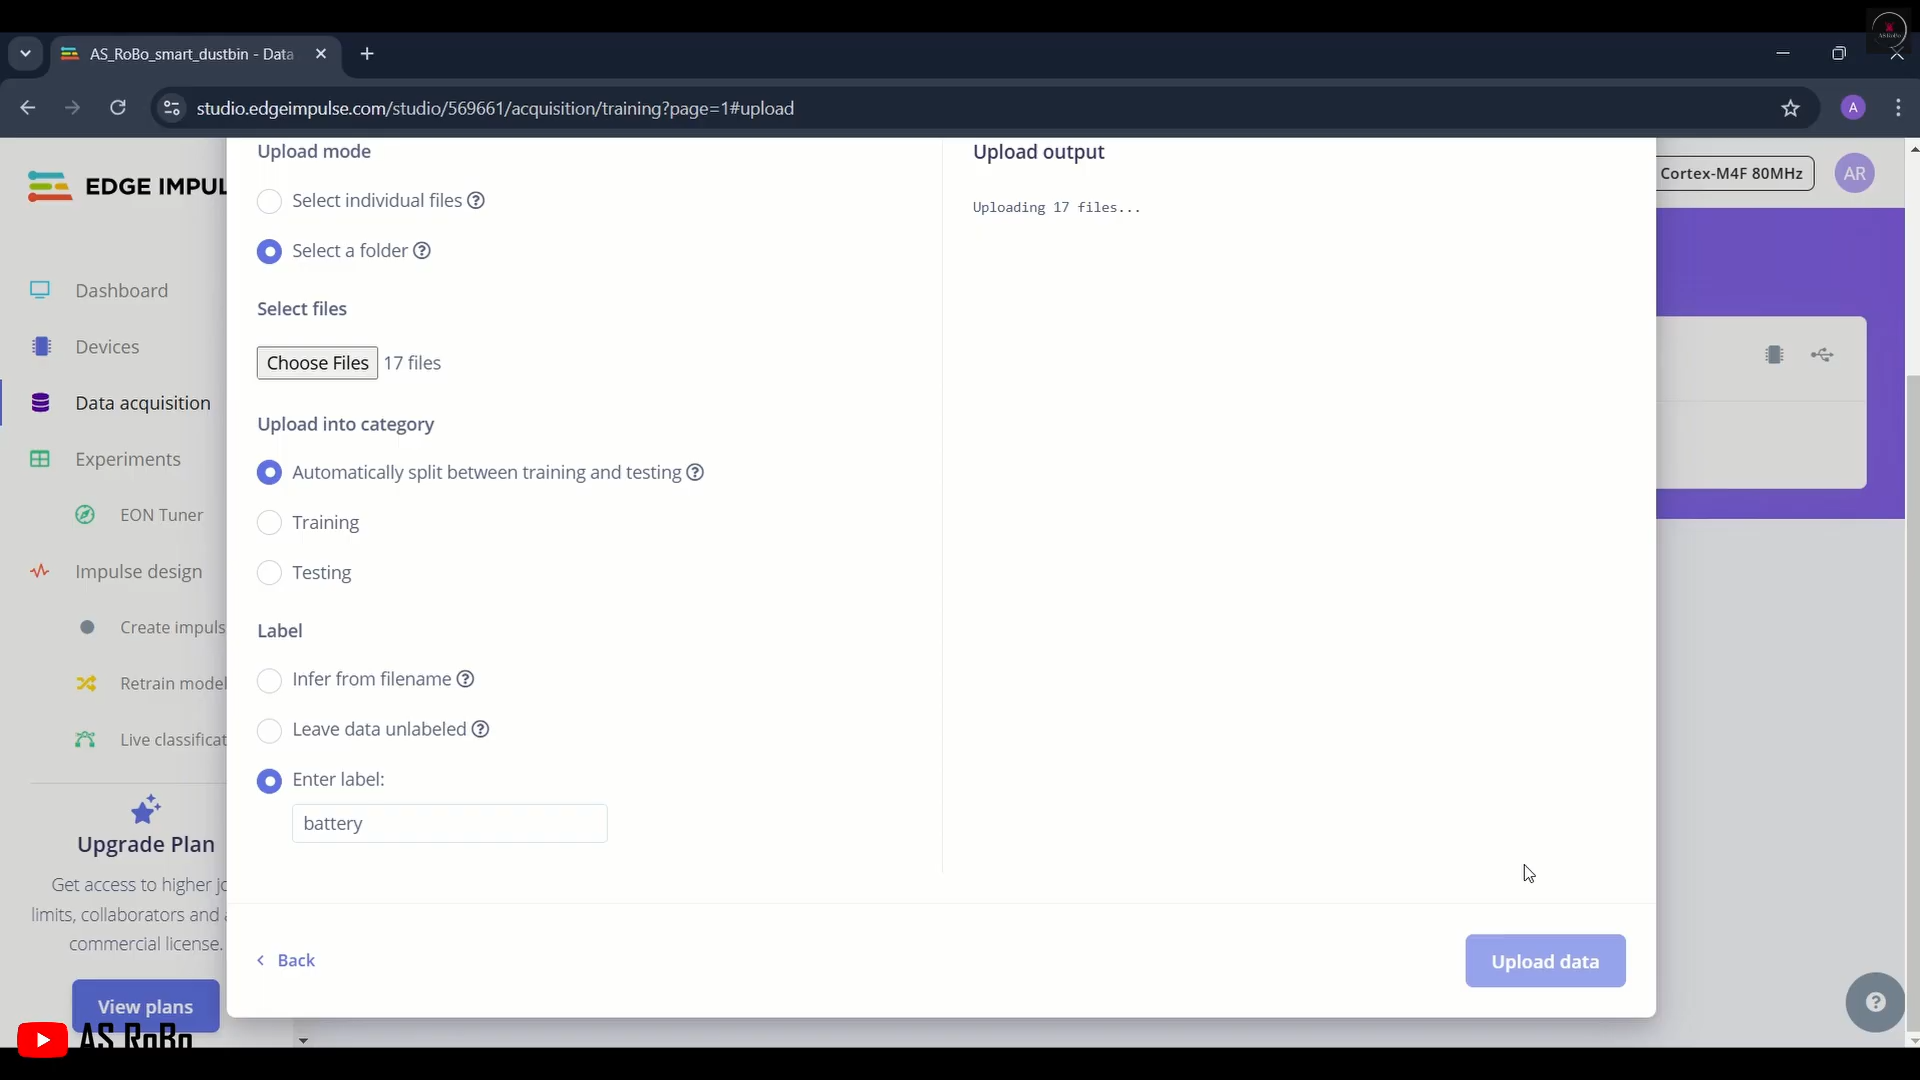 AS_RoBo_smart_dustbin - Data
studio.edgeimpulse.com/studio/569661/acquisition/training?page=1#upload
A
EDGE IMPUL
Cortex-M4F 80MHz
AR
Dashboard
Devices
Data acquisition
Experiments
EON Tuner
Impulse design
Create impuls
Retrain model
Live classificat
Upgrade Plan
Get access to higher jo
limits, collaborators and a
commercial license.
View plans
AS RoBo
Upload mode
Select individual files
Select a folder
Select files
Choose Files 17 files
Upload into category
Automatically split between training and testing
Training
Testing
Label
Infer from filename
Leave data unlabeled
Enter label:
battery
Back
Upload output
Uploading 17 files...
Upload data